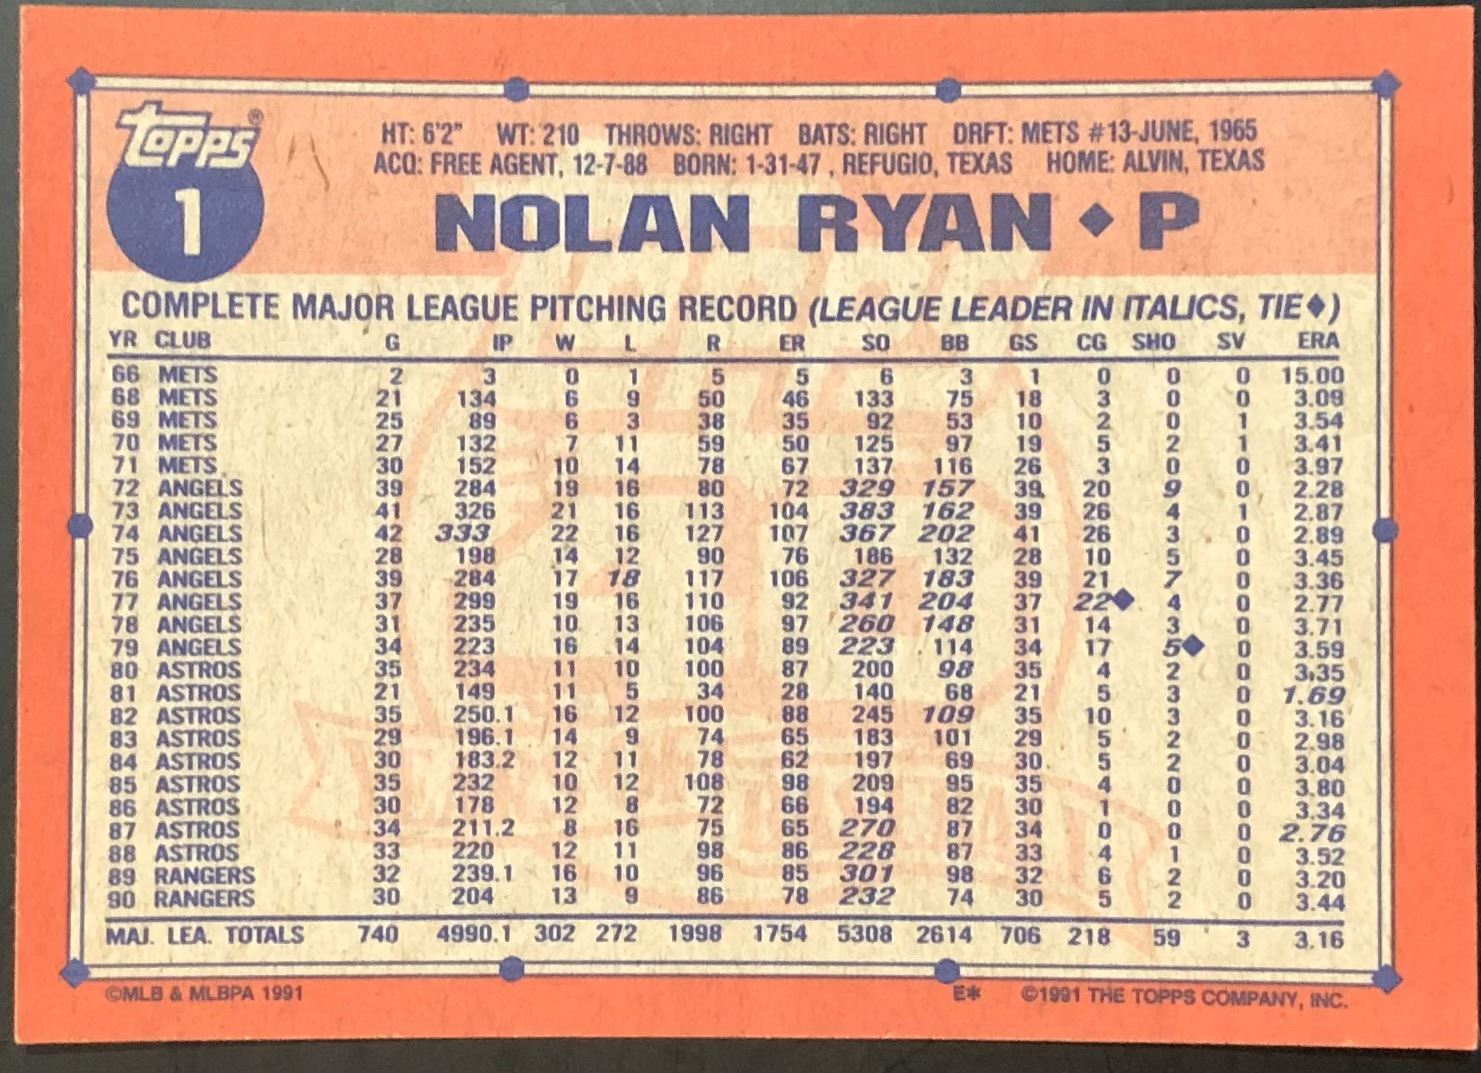 topps®
1
HT: 6'2" WT: 210 THROWS: RIGHT BATS: RIGHT DRFT: METS #13-JUNE, 1965
ACQ: FREE AGENT, 12-7-88 BORN: 1-31-47 , REFUGIO, TEXAS HOME: ALVIN, TEXAS
NOLAN RYAN ◆ P
COMPLETE MAJOR LEAGUE PITCHING RECORD (LEAGUE LEADER IN ITALICS, TIE◆)
YR CLUB G IP W L R ER SO BB GS CG SHO SV ERA
66 METS 2 3 0 1 5 5 6 3 1 0 0 0 15.00
68 METS 21 134 6 9 50 46 133 75 18 3 0 0 3.09
69 METS 25 89 6 3 38 35 92 53 10 2 0 1 3.54
70 METS 27 132 7 11 59 50 125 97 19 5 2 1 3.41
71 METS 30 152 10 14 78 67 137 116 26 3 0 0 3.97
72 ANGELS 39 284 19 16 80 72 329 157 39 20 9 0 2.28
73 ANGELS 41 326 21 16 113 104 383 162 39 26 4 1 2.87
74 ANGELS 42 333 22 16 127 107 367 202 41 26 3 0 2.89
75 ANGELS 28 198 14 12 90 76 186 132 28 10 5 0 3.45
76 ANGELS 39 284 17 18 117 106 327 183 39 21 7 0 3.36
77 ANGELS 37 299 19 16 110 92 341 204 37 22◆ 4 0 2.77
78 ANGELS 31 235 10 13 106 97 260 148 31 14 3 0 3.71
79 ANGELS 34 223 16 14 104 89 223 114 34 17 5◆ 0 3.59
80 ASTROS 35 234 11 10 100 87 200 98 35 4 2 0 3.35
81 ASTROS 21 149 11 5 34 28 140 68 21 5 3 0 1.69
82 ASTROS 35 250.1 16 12 100 88 245 109 35 10 3 0 3.16
83 ASTROS 29 196.1 14 9 74 65 183 101 29 5 2 0 2.98
84 ASTROS 30 183.2 12 11 78 62 197 69 30 5 2 0 3.04
85 ASTROS 35 232 10 12 108 98 209 95 35 4 0 0 3.80
86 ASTROS 30 178 12 8 72 66 194 82 30 1 0 0 3.34
87 ASTROS 34 211.2 8 16 75 65 270 87 34 0 0 0 2.76
88 ASTROS 33 220 12 11 98 86 228 87 33 4 1 0 3.52
89 RANGERS 32 239.1 16 10 96 85 301 98 32 6 2 0 3.20
90 RANGERS 30 204 13 9 86 78 232 74 30 5 2 0 3.44
MAJ. LEA. TOTALS 740 4990.1 302 272 1998 1754 5308 2614 706 218 59 3 3.16
©MLB & MLBPA 1991 E* ©1991 THE TOPPS COMPANY, INC.